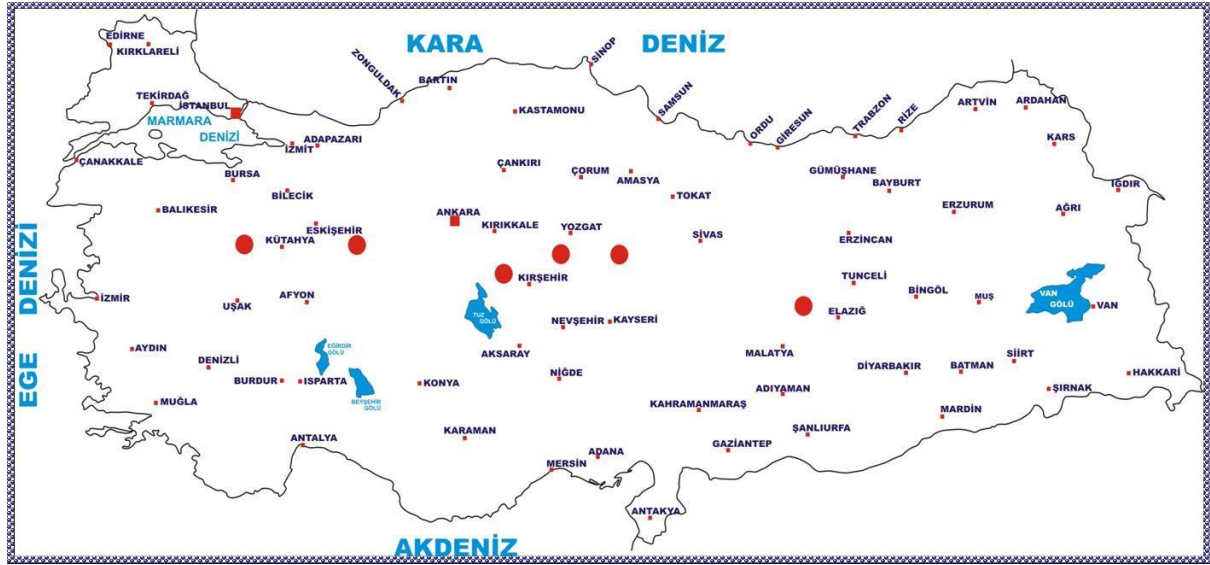 KARA DENİZ
EDİRNE
KIRKLARELİ
ZONGULDAK
BARTIN
SİNOP
TEKİRDAĞ
İSTANBUL
KASTAMONU
SAMSUN
ORDU
GİRESUN
TRABZON
RİZE
ARTVİN
ARDAHAN
MARMARA
DENİZİ
ADAPAZARI
İZMİT
KARS
ÇANAKKALE
BURSA
ÇANKIRI
ÇORUM
AMASYA
GÜMÜŞHANE
BAYBURT
IĞDIR
BİLECİK
TOKAT
BALIKESİR
ANKARA
ERZURUM
AĞRI
ESKİŞEHİR
KIRIKKALE
YOZGAT
SİVAS
KÜTAHYA
ERZİNCAN
EGE DENİZİ
KIRŞEHİR
TUNCELİ
BİNGÖL
MUŞ
VAN
GÖLÜ
VAN
İZMİR
UŞAK
AFYON
TUZ
GÖLÜ
NEVŞEHİR
KAYSERİ
ELAZIĞ
AYDIN
DENİZLİ
EĞİRDİR
GÖLÜ
AKSARAY
MALATYA
DİYARBAKIR
BATMAN
SİİRT
HAKKARİ
BURDUR
ISPARTA
KONYA
NİĞDE
ADIYAMAN
ŞIRNAK
MUĞLA
BEYŞEHİR
GÖLÜ
KAHRAMANMARAŞ
MARDİN
ANTALYA
KARAMAN
ŞANLIURFA
GAZİANTEP
ADANA
MERSİN
ANTAKYA
AKDENİZ